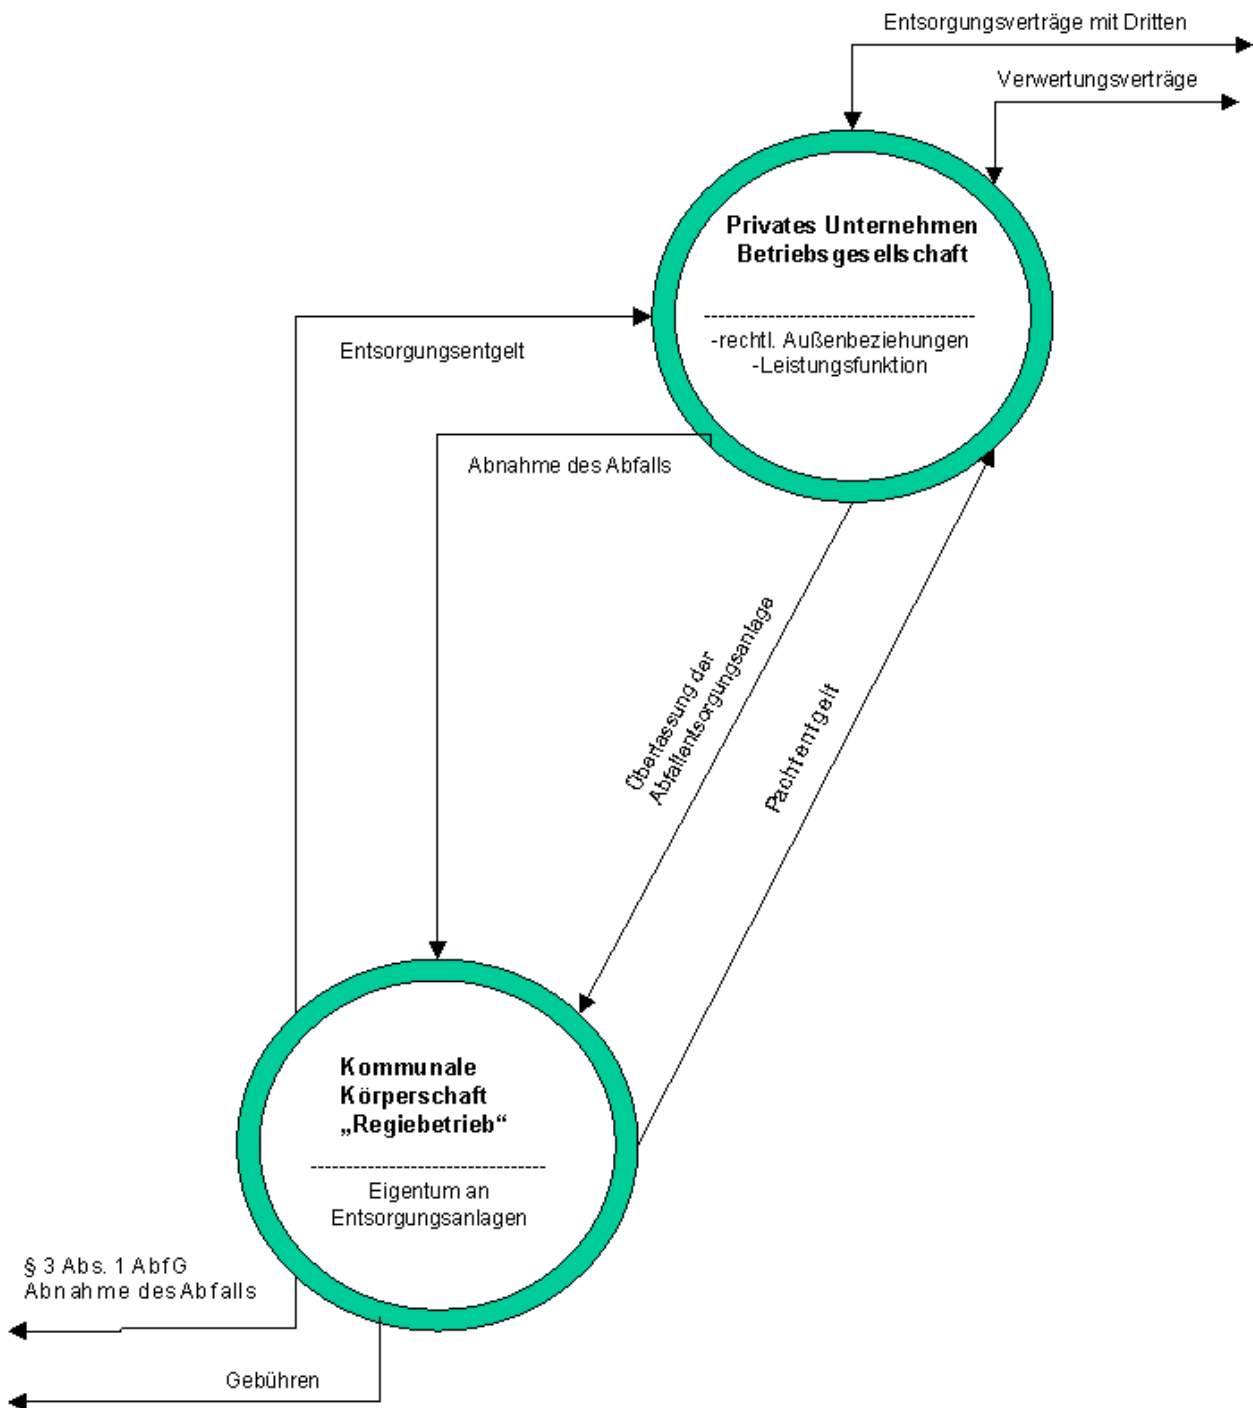 Entsorgungsverträge mit Dritten
Verwertungsverträge
Privates Unternehmen
Betriebsgesellschaft
--------------------------------------
-rechtl. Außenbeziehungen
-Leistungsfunktion
Entsorgungsentgelt
Abnahme des Abfalls
Überlassung der
Abfallentsorgungsanlage
Pachtentgelt
Kommunale
Körperschaft
„Regiebetrieb“
---------------------------------
Eigentum an
Entsorgungsanlagen
§ 3 Abs. 1 AbfG
Abnahme des Abfalls
Gebühren